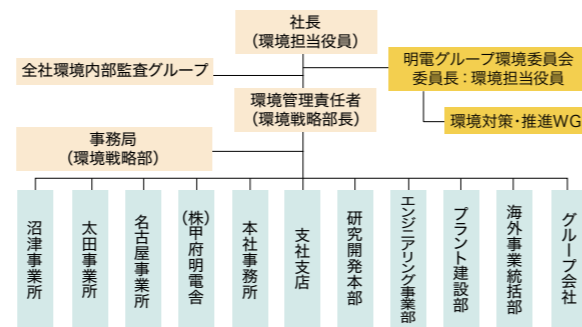 社長
（環境担当役員）
全社環境内部監査グループ
明電グループ環境委員会
委員長：環境担当役員
環境管理責任者
（環境戦略部長）
環境対策・推進WG
事務局
（環境戦略部）
沼津事業所
太田事業所
名古屋事業所
（株）甲府明電舎
本社事務所
支社支店
研究開発本部
エンジニアリング事業部
プラント建設部
海外事業統括部
グループ会社